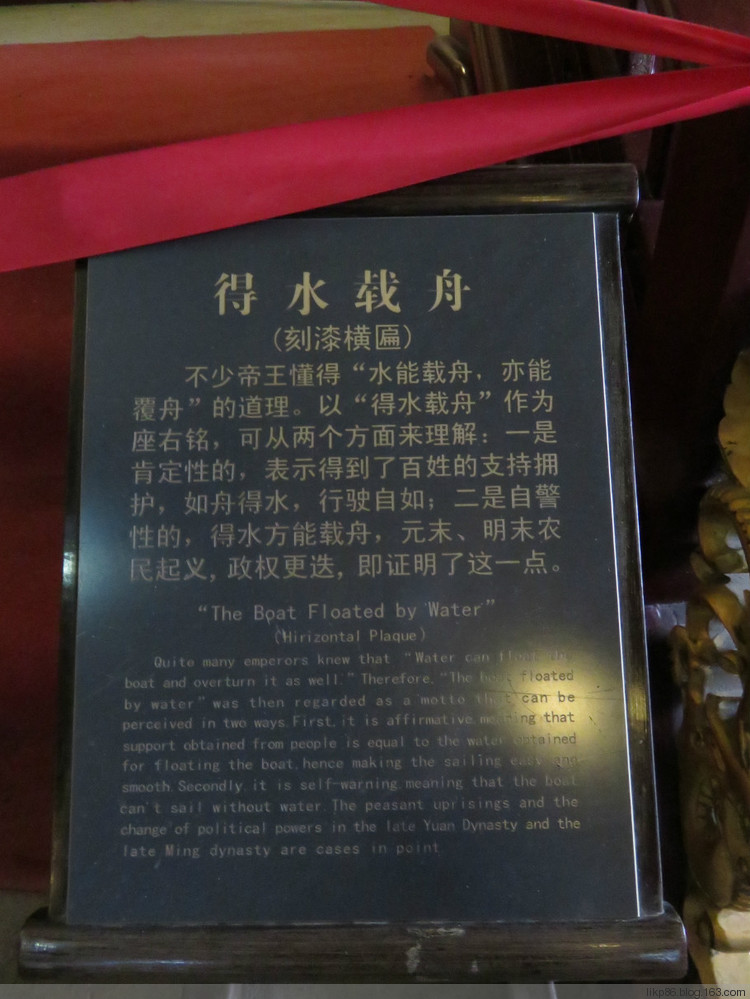 得水载舟
(刻漆横匾)
不少帝王懂得“水能载舟，亦能
覆舟”的道理。以“得水载舟”作为
座右铭，可从两个方面来理解：一是
肯定性的，表示得到了百姓的支持拥
护，如舟得水，行驶自如；二是自警
性的，得水方能载舟，元末、明末农
民起义，政权更迭，即证明了这一点。
“The Boat Floated by Water”
(Hirizontal Plaque)
Quite many emperors knew that “Water can float the
boat and overturn it as well.” Therefore, “The boat floated
by water” was then regarded as a motto that can be
perceived in two ways. First, it is affirmative meaning that
support obtained from people is equal to the water obtained
for floating the boat, hence making the sailing easy and
smooth. Secondly it is self-warning meaning that the boat
can't sail without water. The peasant uprisings and the
change of political powers in the late Yuan Dynasty and the
late Ming dynasty are cases in point
likp86.blog.163.com